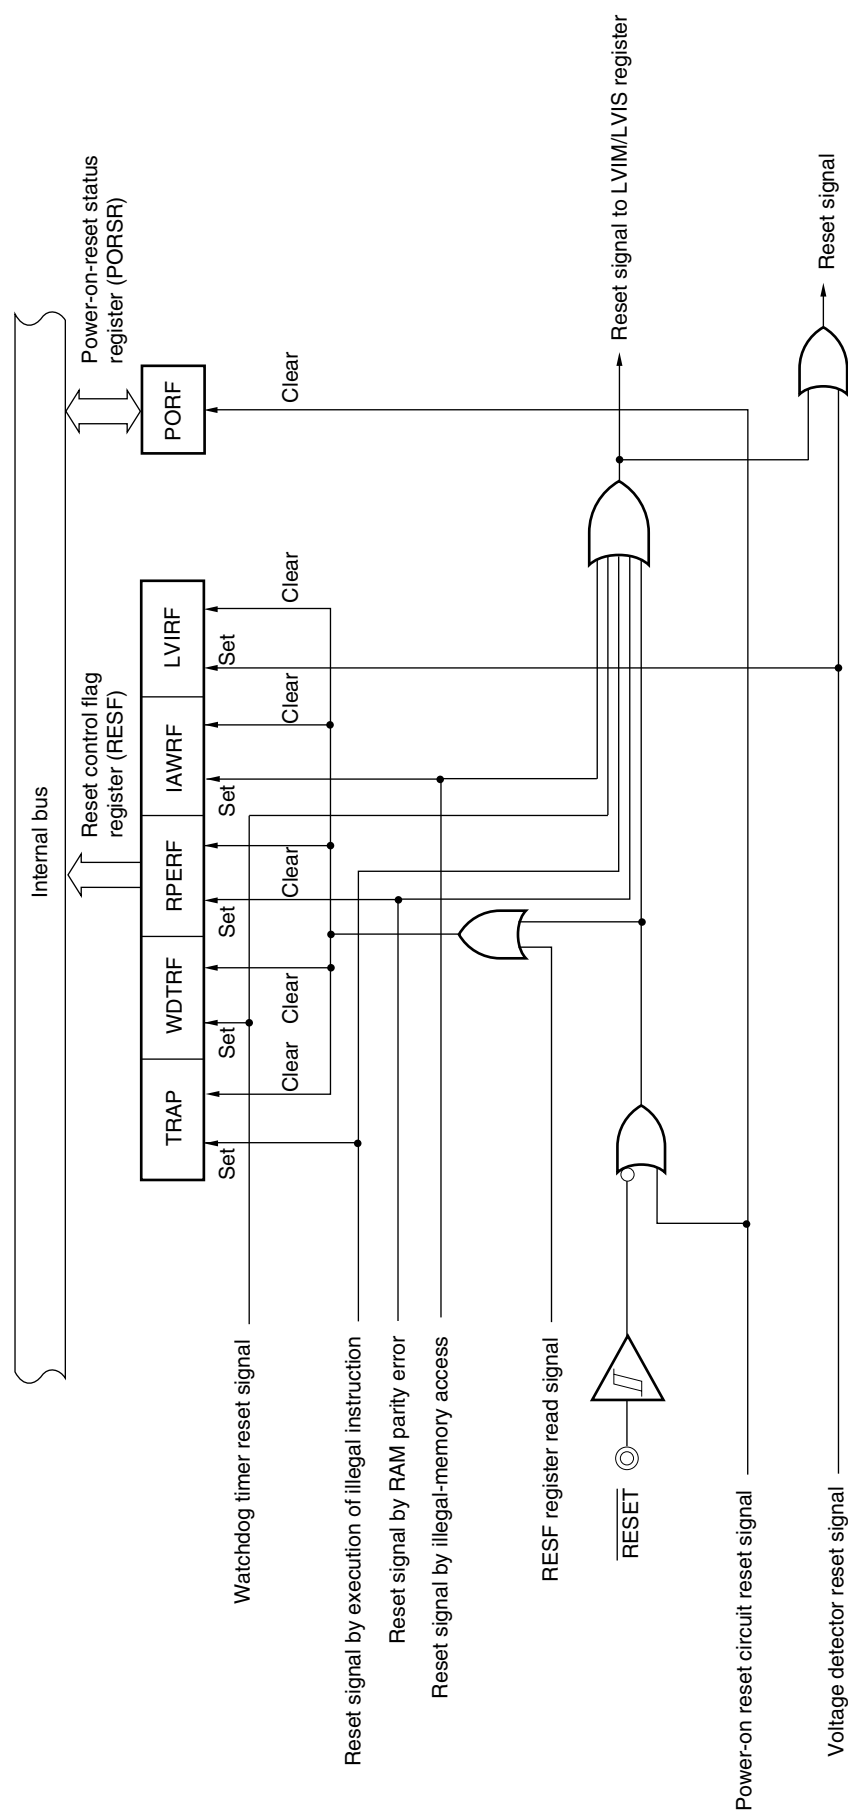 Internal bus
Reset control flag
register (RESF)
Power-on-reset status
register (PORSR)
TRAP
WDTRF
RPERF
IAWRF
LVIRF
PORF
Set
Set
Set
Set
Set
Clear
Clear
Clear
Clear
Clear
Clear
Watchdog timer reset signal
Reset signal by execution of illegal instruction
Reset signal by RAM parity error
Reset signal by illegal-memory access
RESF register read signal
RESET
Reset signal to LVIM/LVIS register
Power-on reset circuit reset signal
Voltage detector reset signal
Reset signal